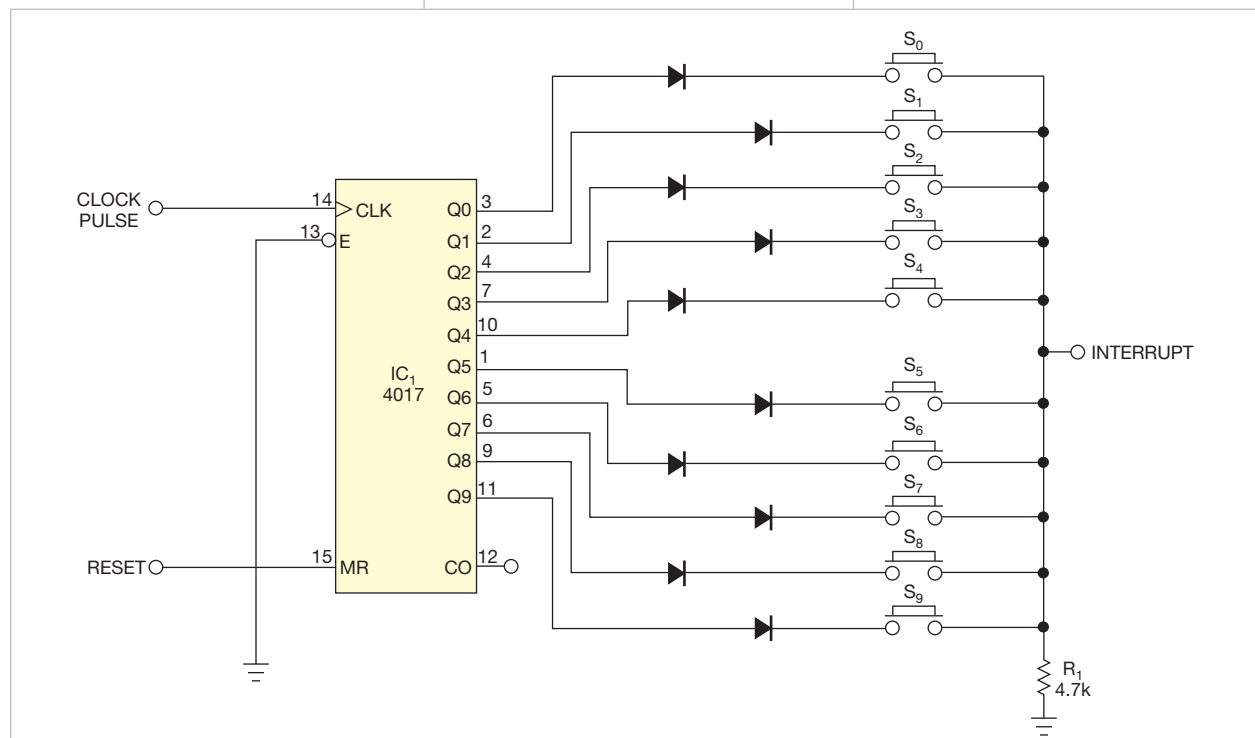 S0
S1
S2
S3
S4
CLOCK
PULSE
14
CLK
Q0
3
13
E
Q1
2
Q2
4
Q3
7
Q4
10
INTERRUPT
Q5
1
S5
IC1
4017
Q6
5
S6
Q7
6
S7
Q8
9
Q9
11
S8
RESET
15
MR
CO
12
S9
R1
4.7k